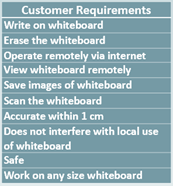 Customer Requirements
Write on whiteboard
Erase the whiteboard
Operate remotely via internet
View whiteboard remotely
Save images of whiteboard
Scan the whiteboard
Accurate within 1 cm
Does not interfere with local use
of whiteboard
Safe
Work on any size whiteboard